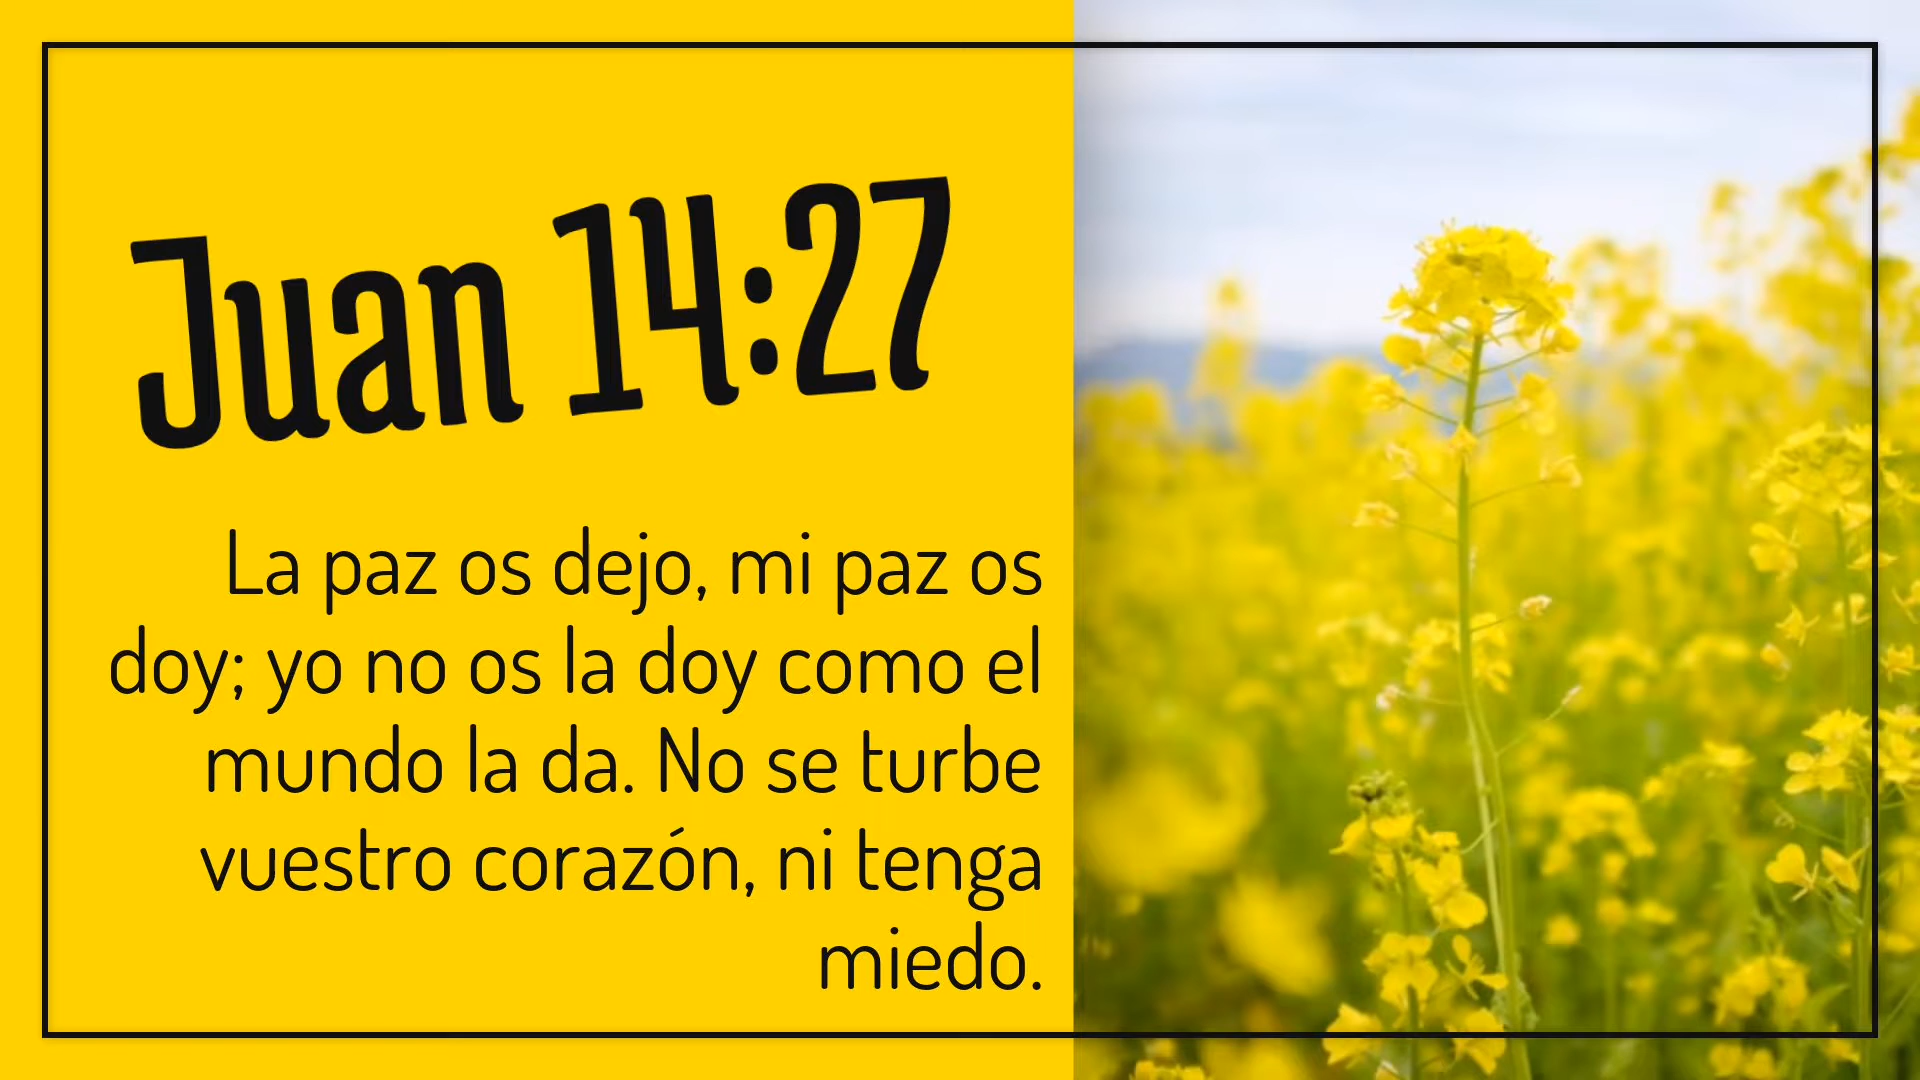 Juan 14:27
La paz os dejo, mi paz os
doy; yo no os la doy como el
mundo la da. No se turbe
vuestro corazón, ni tenga
miedo.